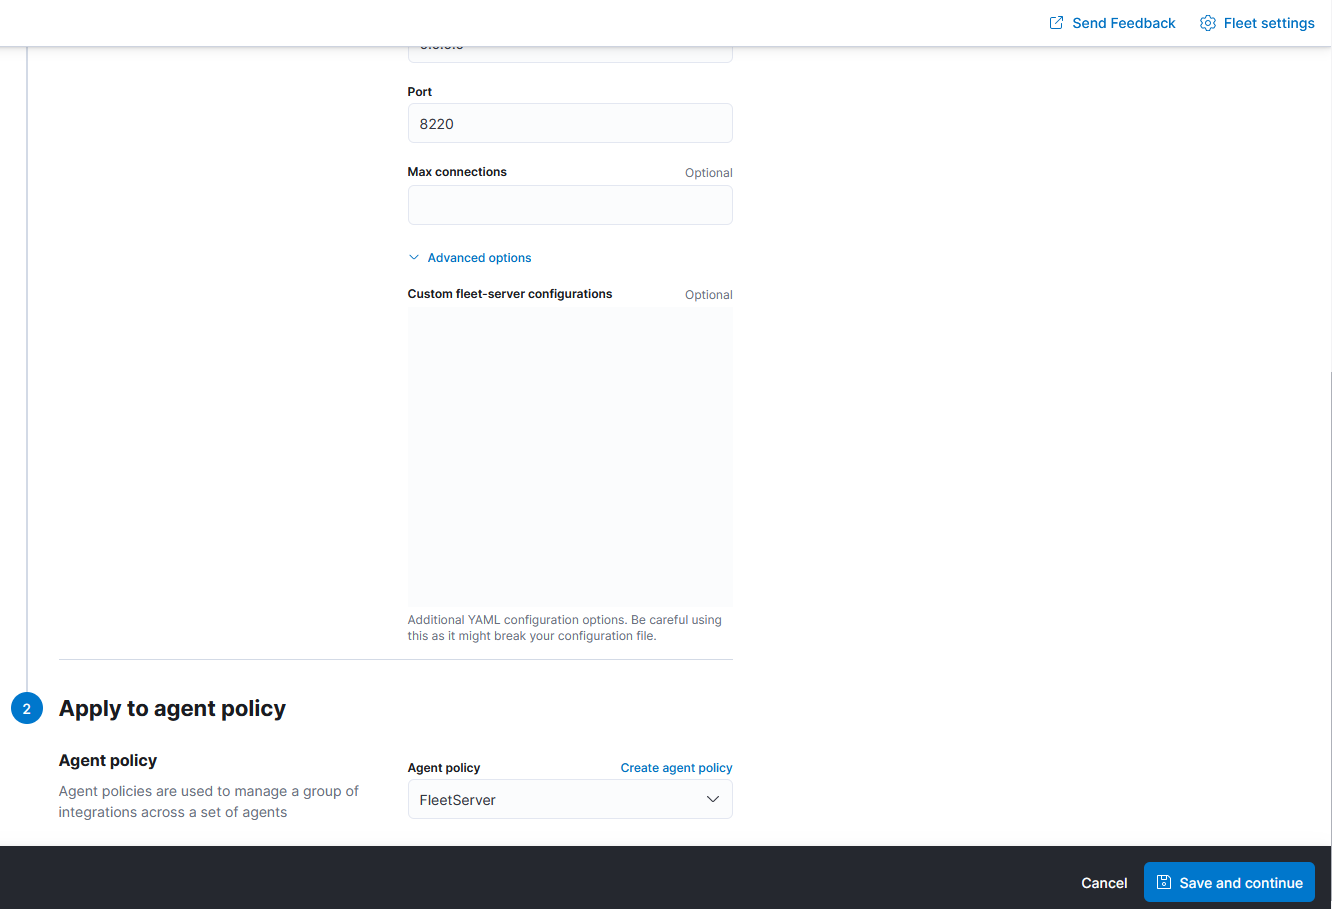 Send Feedback
Fleet settings
Port
8220
Max connections
Optional
Advanced options
Custom fleet-server configurations
Optional
Additional YAML configuration options. Be careful using
this as it might break your configuration file.
2
Apply to agent policy
Agent policy
Agent policies are used to manage a group of
integrations across a set of agents
Agent policy
Create agent policy
FleetServer
Cancel
Save and continue